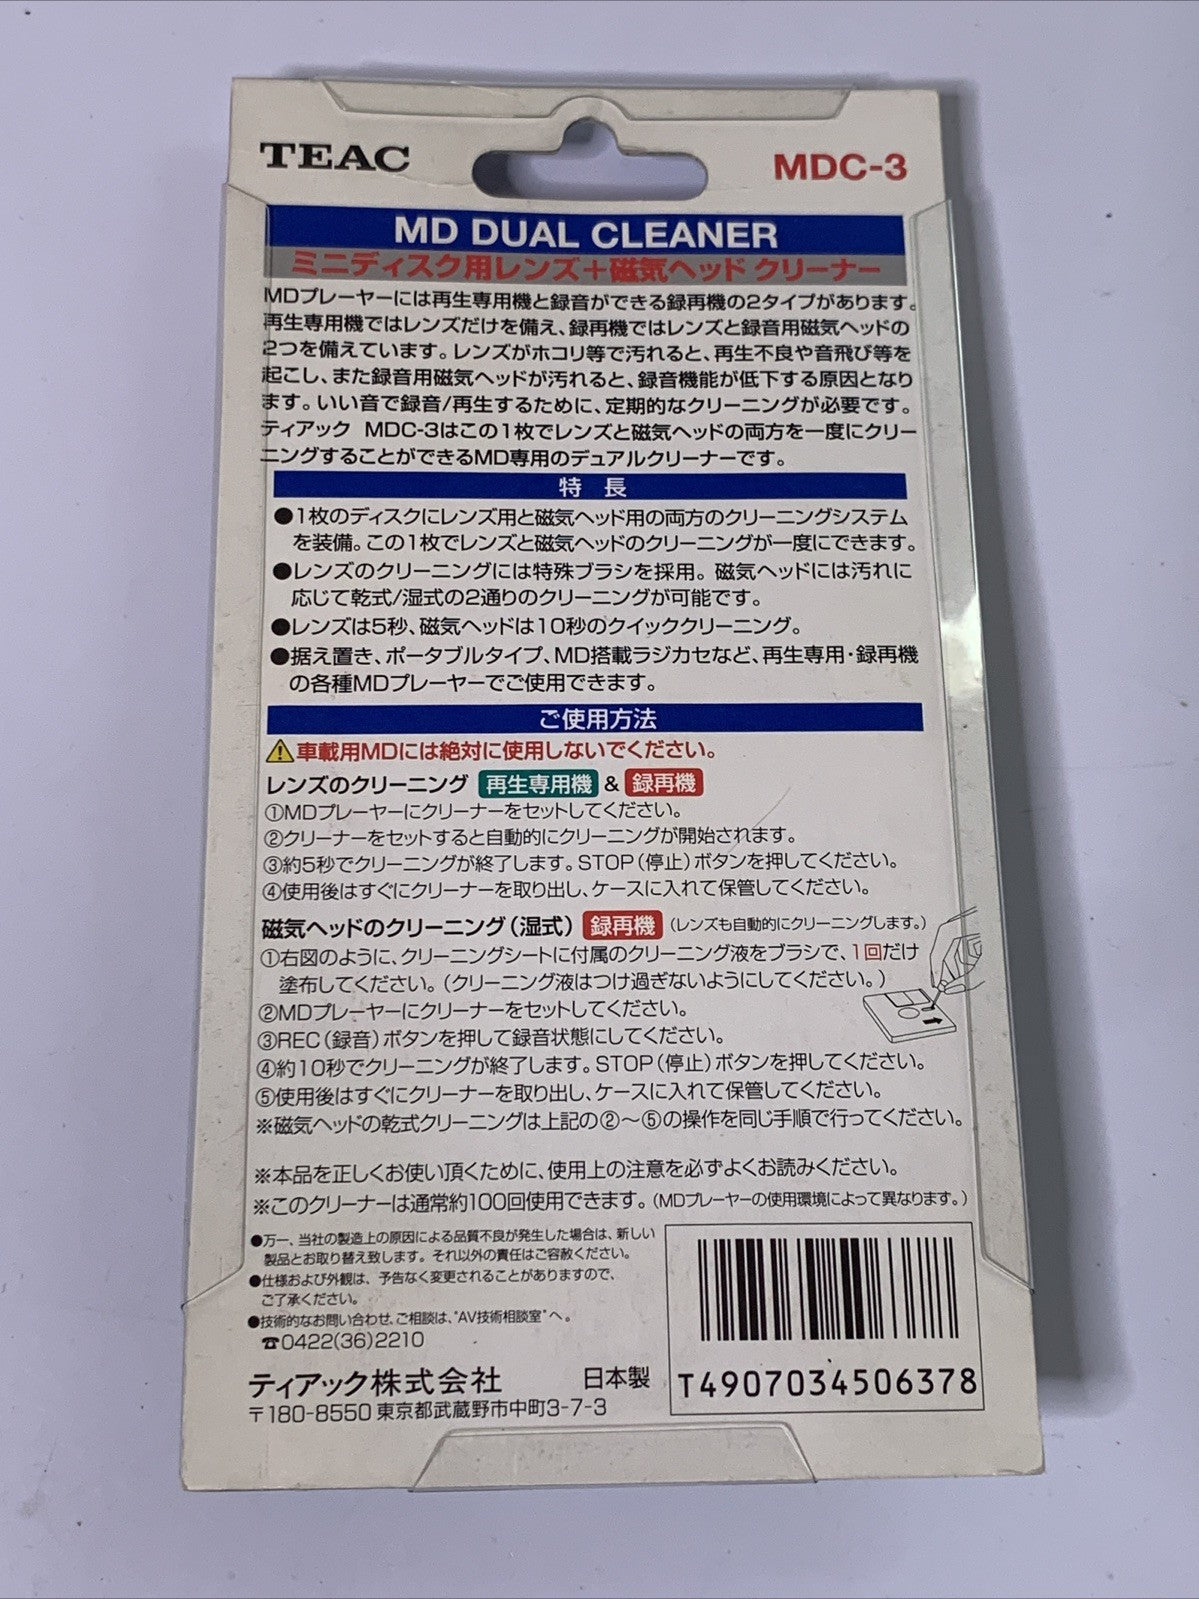 TEAC
MDC-3
MD DUAL CLEANER
ミニディスク用レンズ＋磁気ヘッド クリーナー
MDプレーヤーには再生専用機と録音ができる録再機の2タイプがあります。
再生専用機ではレンズだけを備え、録再機ではレンズと録音用磁気ヘッドの
2つを備えています。レンズがホコリ等で汚れると、再生不良や音飛び等を
起こし、また録音用磁気ヘッドが汚れると、録音機能が低下する原因となり
ます。いい音で録音/再生するために、定期的なクリーニングが必要です。
ティアック MDC-3はこの1枚でレンズと磁気ヘッドの両方を一度にクリー
ニングすることができるMD専用のデュアルクリーナーです。
特 長
●1枚のディスクにレンズ用と磁気ヘッド用の両方のクリーニングシステム
を装備。この1枚でレンズと磁気ヘッドのクリーニングが一度にできます。
●レンズのクリーニングには特殊ブラシを採用。磁気ヘッドには汚れに
応じて乾式/湿式の2通りのクリーニングが可能です。
●レンズは5秒、磁気ヘッドは10秒のクイッククリーニング。
●据え置き、ポータブルタイプ、MD搭載ラジカセなど、再生専用・録再機
の各種MDプレーヤーでご使用できます。
ご使用方法
⚠車載用MDには絶対に使用しないでください。
レンズのクリーニング 再生専用機 & 録再機
①MDプレーヤーにクリーナーをセットしてください。
②クリーナーをセットすると自動的にクリーニングが開始されます。
③約5秒でクリーニングが終了します。STOP（停止）ボタンを押してください。
④使用後はすぐにクリーナーを取り出し、ケースに入れて保管してください。
磁気ヘッドのクリーニング（湿式） 録再機 （レンズも自動的にクリーニングします。）
①右図のように、クリーニングシートに付属のクリーニング液をブラシで、1回だけ
塗布してください。（クリーニング液はつけ過ぎないようにしてください。）
②MDプレーヤーにクリーナーをセットしてください。
③REC（録音）ボタンを押して録音状態にしてください。
④約10秒でクリーニングが終了します。STOP（停止）ボタンを押してください。
⑤使用後はすぐにクリーナーを取り出し、ケースに入れて保管してください。
※磁気ヘッドの乾式クリーニングは上記の②～⑤の操作を同じ手順で行ってください。
※本品を正しくお使い頂くために、使用上の注意を必ずよくお読みください。
※このクリーナーは通常約100回使用できます。（MDプレーヤーの使用環境によって異なります。）
●万一、当社の製造上の原因による品質不良が発生した場合は、新しい
製品とお取り替え致します。それ以外の責任はご容赦ください。
●仕様および外観は、予告なく変更されることがありますので、
ご了承ください。
●技術的なお問い合わせ、ご相談は、"AV技術相談室"へ。
☎0422(36)2210
ティアック株式会社 日本製
〒180-8550 東京都武蔵野市中町3-7-3
T4907034506378